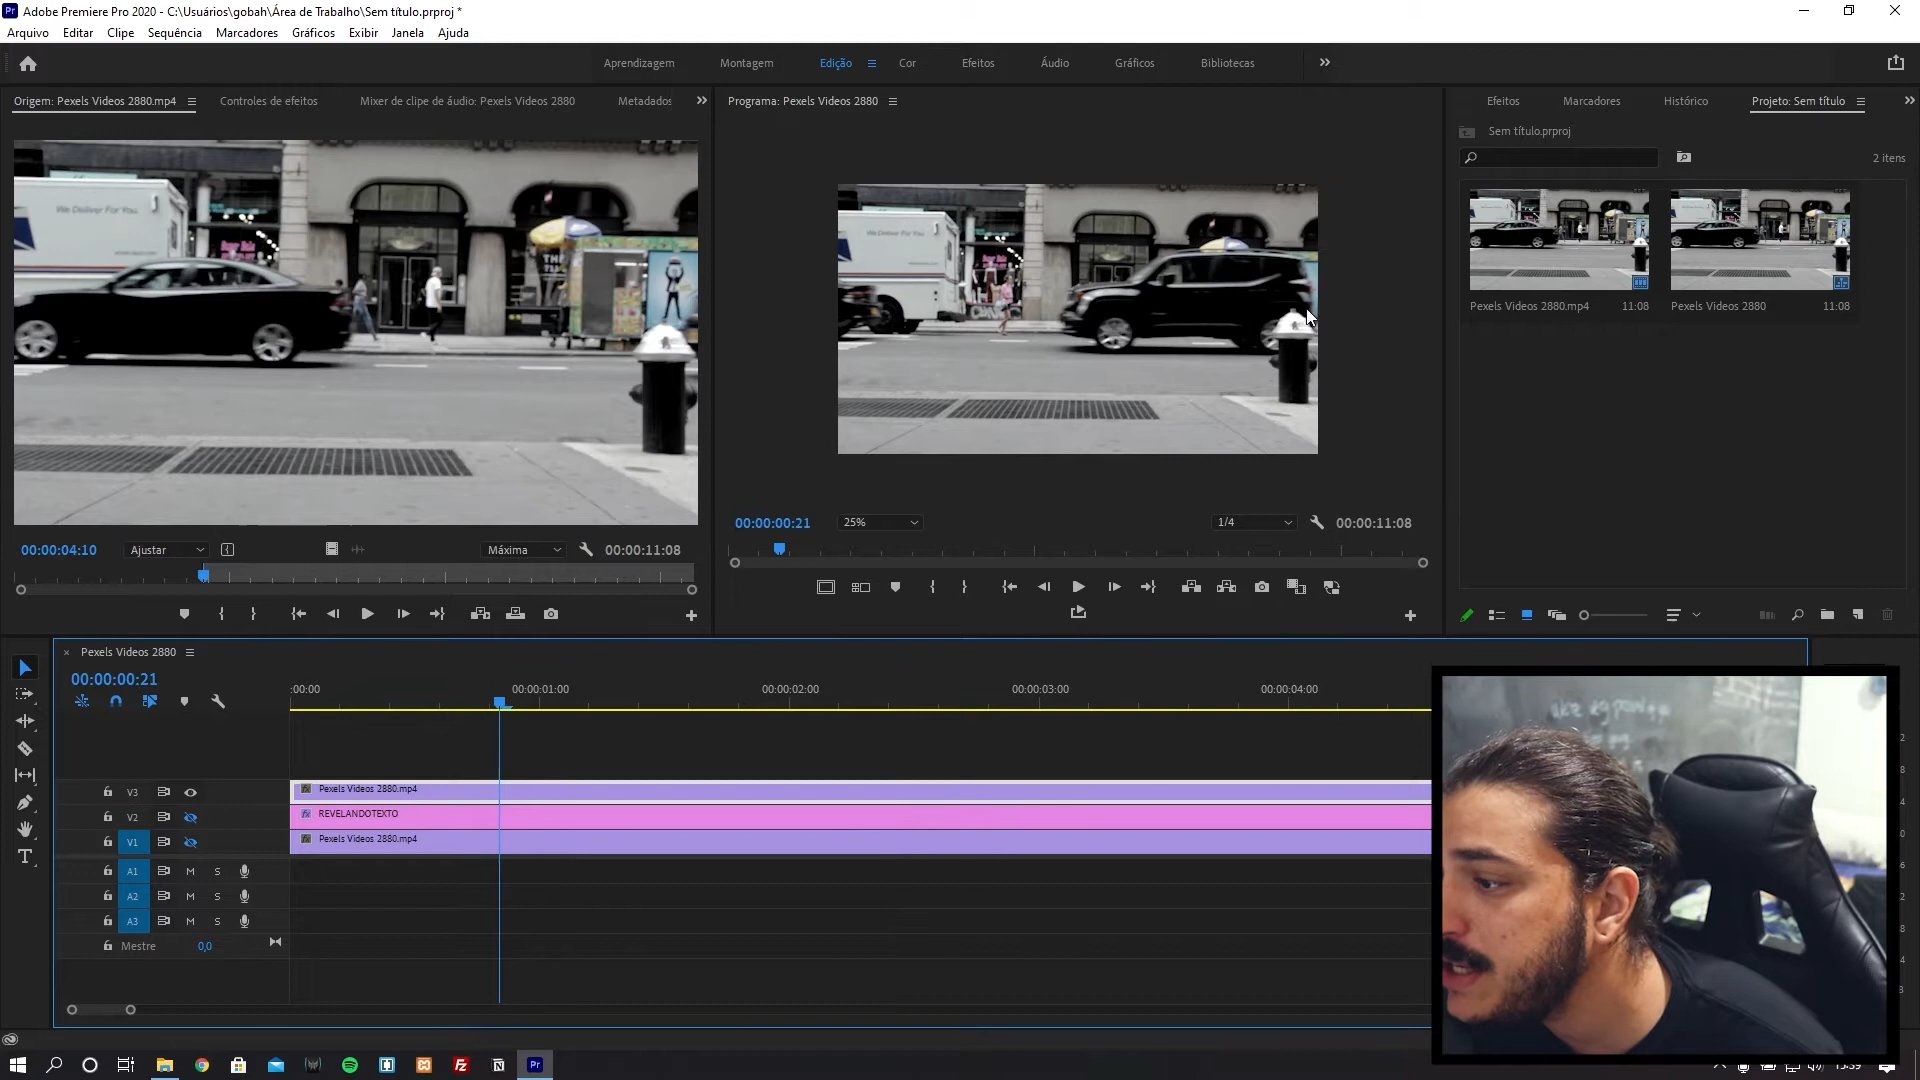 Adobe Premiere Pro 2020 - C:\Usuários\gobah\Área de Trabalho\Sem título.prproj *
Arquivo Editar Clipe Sequência Marcadores Gráficos Exibir Janela Ajuda
Aprendizagem Montagem Edição Cor Efeitos Áudio Gráficos Bibliotecas
Origem: Pexels Videos 2880.mp4 Controles de efeitos Mixer de clipe de áudio: Pexels Videos 2880 Metadados
Programa: Pexels Videos 2880
Efeitos Marcadores Histórico Projeto: Sem título
Sem título.prproj
2 itens
We Deliver For You
Pexels Videos 2880.mp4 11:08
Pexels Videos 2880 11:08
00:00:04:10 Ajustar Máxima 00:00:11:08
00:00:00:21 25% 1/4 00:00:11:08
Pexels Videos 2880
00:00:00:21
:00:00 00:00:01:00 00:00:02:00 00:00:03:00 00:00:04:00
V3 Pexels Videos 2880.mp4
V2 REVELANDOTEXTO
V1 Pexels Videos 2880.mp4
A1 M S
A2 M S
A3 M S
Mestre 0,0